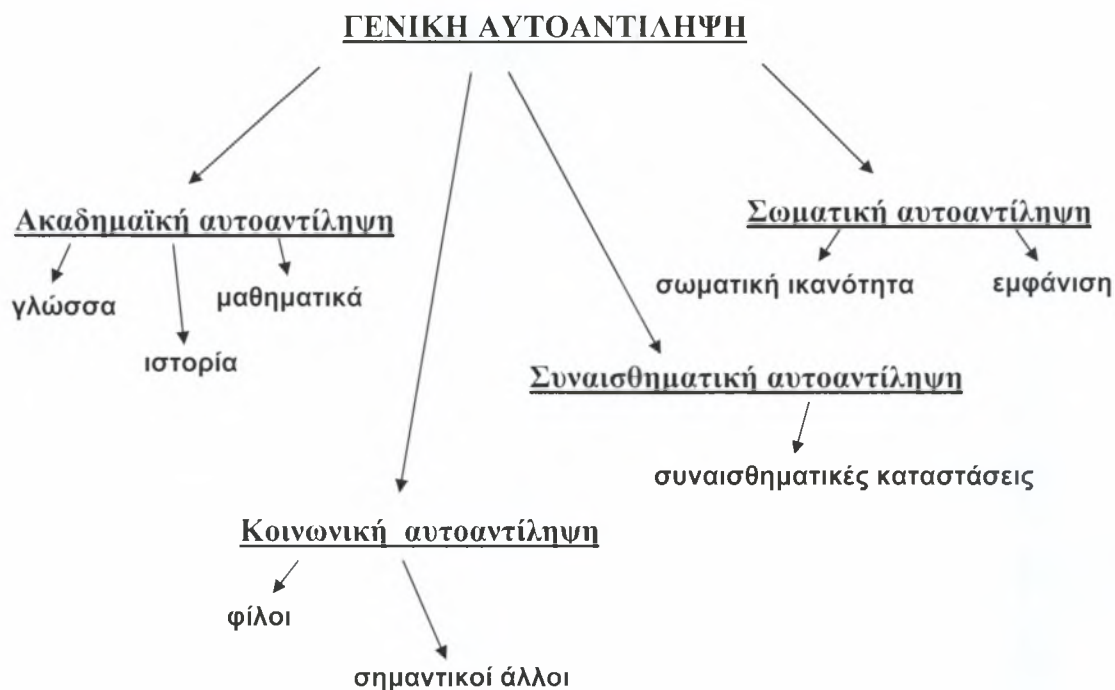 ΓΕΝΙΚΗ ΑΥΤΟΑΝΤΙΛΗΨΗ
Ακαδημαϊκή αυτοαντίληψη
Σωματική αυτοαντίληψη
γλώσσα
μαθηματικά
ιστορία
σωματική ικανότητα
εμφάνιση
Συναισθηματική αυτοαντίληψη
συναισθηματικές καταστάσεις
Κοινωνική αυτοαντίληψη
φίλοι
σημαντικοί άλλοι